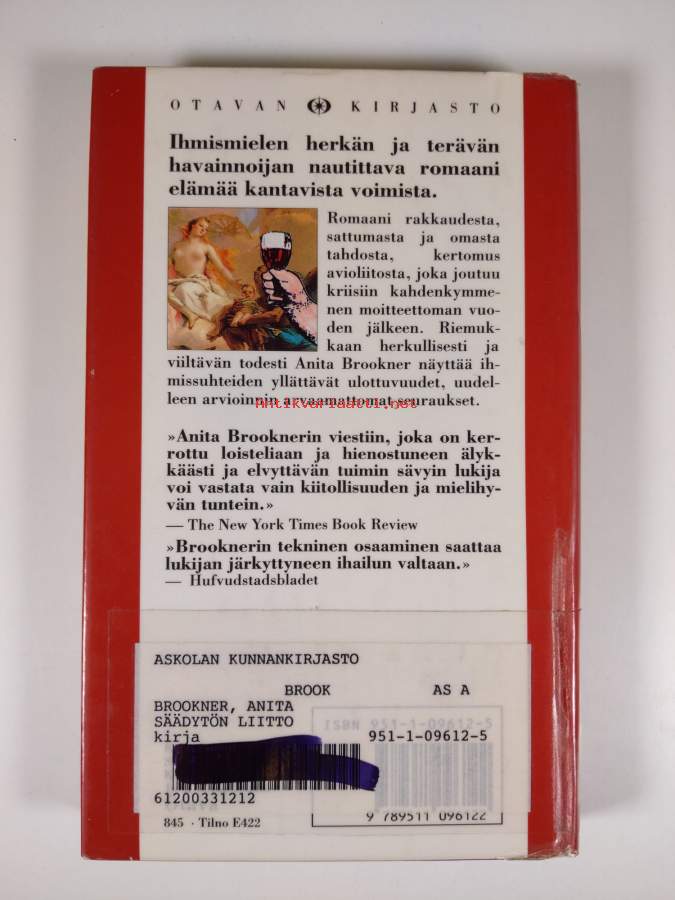 OTAVAN KIRJASTO
Ihmismielen herkän ja terävän
havainnoijan nautittava romaani
elämää kantavista voimista.
Romaani rakkaudesta,
sattumasta ja omasta
tahdosta, kertomus
avioliitosta, joka joutuu
kriisiin kahdenkymme-
nen moitteettoman vuo-
den jälkeen. Riemuk-
kaan herkullisesti ja
viiltävän todesti Anita Brookner näyttää ih-
missuhteiden yllättävät ulottuvuudet, uudel-
leen arvioinnin arvaamattomat seuraukset.
antikvariaatti.net
»Anita Brooknerin viestiin, joka on ker-
rottu loisteliaan ja hienostuneen älyk-
käästi ja elvyttävän tuimin sävyin lukija
voi vastata vain kiitollisuuden ja mielihy-
vän tuntein.»
— The New York Times Book Review
»Brooknerin tekninen osaaminen saattaa
lukijan järkyttyneen ihailun valtaan.»
— Hufvudstadsbladet
ASKOLAN KUNNANKIRJASTO
BROOK AS A
BROOKNER, ANITA
SÄÄDYTÖN LIITTO
ISBN 951-1-09612-5
kirja 951-1-09612-5
61200331212
9 789511 096122
845 · Tilno E422